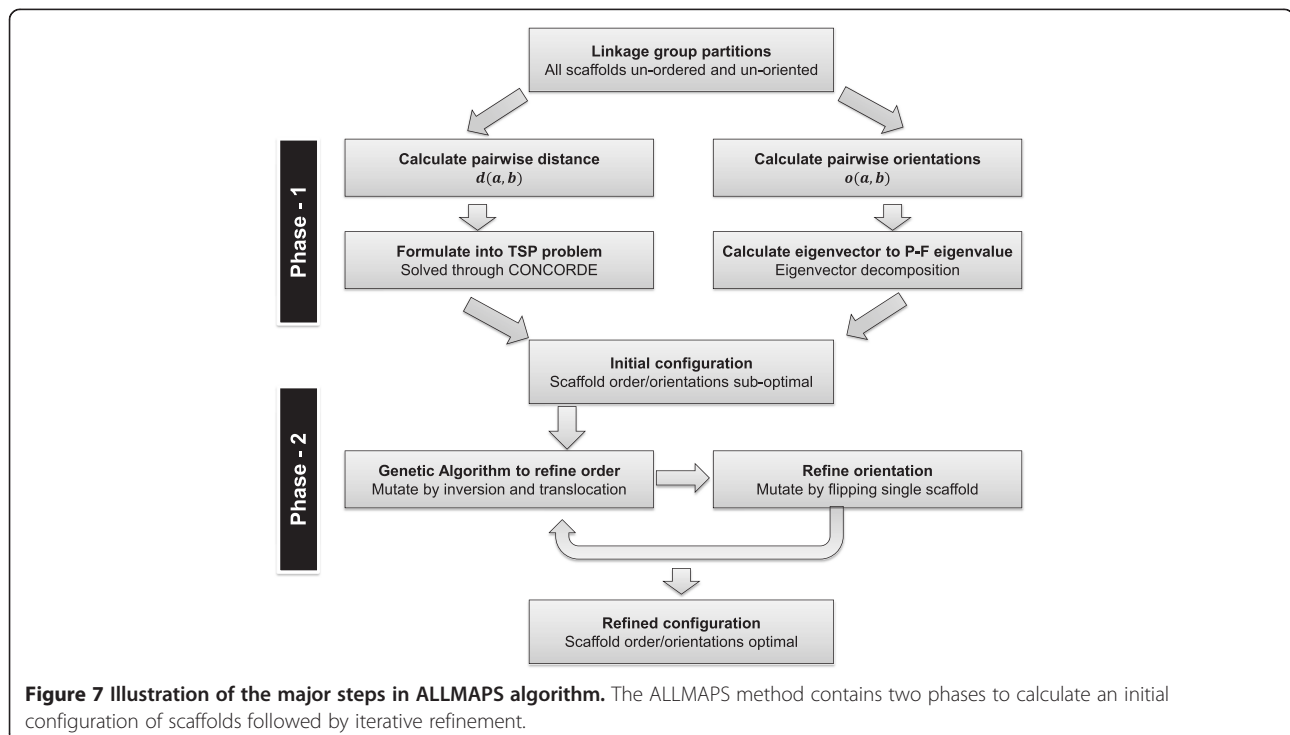 Linkage group partitions
All scaffolds un-ordered and un-oriented
Phase - 1
Calculate pairwise distance
d(a,b)
Calculate pairwise orientations
o(a,b)
Formulate into TSP problem
Solved through CONCORDE
Calculate eigenvector to P-F eigenvalue
Eigenvector decomposition
Initial configuration
Scaffold order/orientations sub-optimal
Phase - 2
Genetic Algorithm to refine order
Mutate by inversion and translocation
Refine orientation
Mutate by flipping single scaffold
Refined configuration
Scaffold order/orientations optimal
Figure 7 Illustration of the major steps in ALLMAPS algorithm. The ALLMAPS method contains two phases to calculate an initial
configuration of scaffolds followed by iterative refinement.